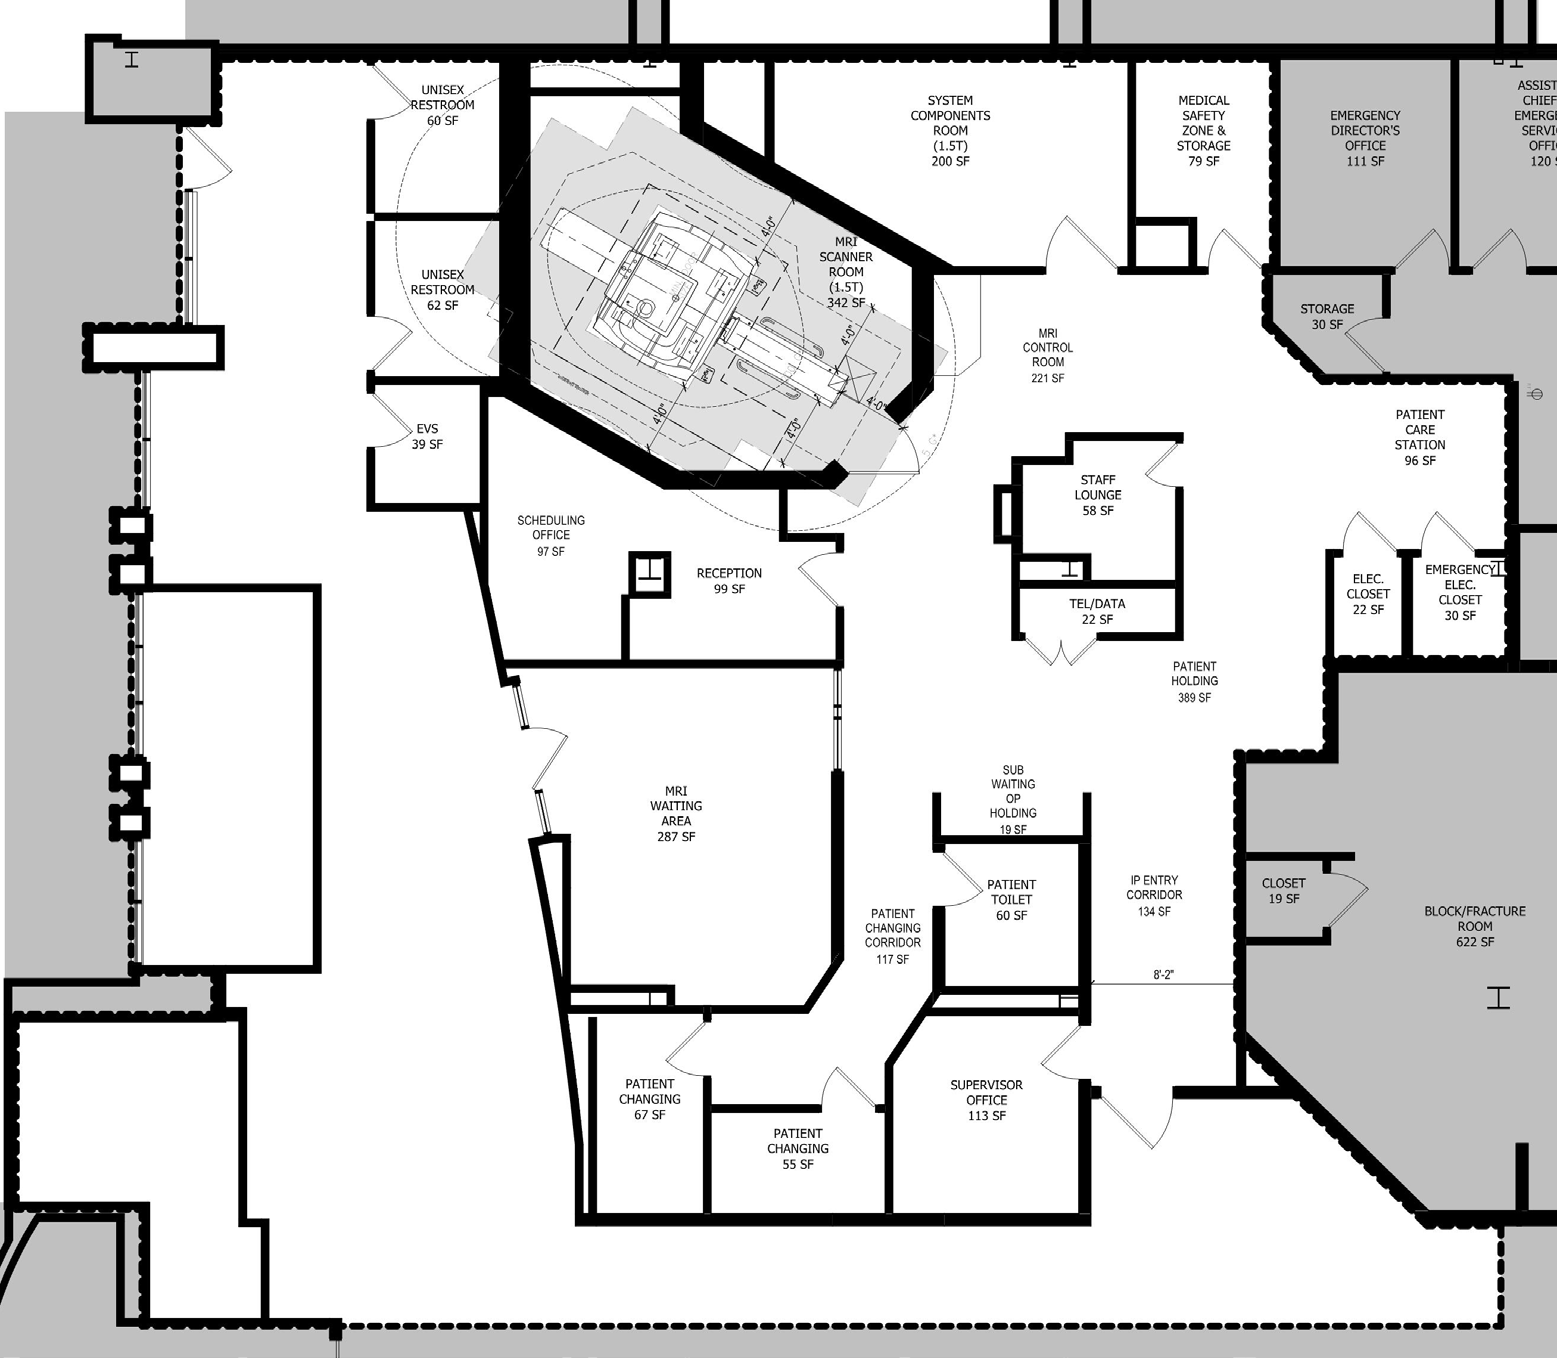 UNISEX
RESTROOM
60 SF
SYSTEM
COMPONENTS
ROOM
(1.5T)
200 SF
MEDICAL
SAFETY
ZONE &
STORAGE
79 SF
EMERGENCY
DIRECTOR'S
OFFICE
111 SF
ASSIST
CHIEF
EMERGE
SERVIC
OFFIC
120 S
UNISEX
RESTROOM
62 SF
MRI
SCANNER
ROOM
(1.5T)
342 SF
4'-0"
4'-0"
4'-0"
4'-0"
4'-0"
STORAGE
30 SF
MRI
CONTROL
ROOM
221 SF
EVS
39 SF
PATIENT
CARE
STATION
96 SF
STAFF
LOUNGE
58 SF
SCHEDULING
OFFICE
97 SF
RECEPTION
99 SF
TEL/DATA
22 SF
ELEC.
CLOSET
22 SF
EMERGENCY
ELEC.
CLOSET
30 SF
PATIENT
HOLDING
389 SF
MRI
WAITING
AREA
287 SF
SUB
WAITING
OP
HOLDING
19 SF
PATIENT
TOILET
60 SF
IP ENTRY
CORRIDOR
134 SF
CLOSET
19 SF
BLOCK/FRACTURE
ROOM
622 SF
PATIENT
CHANGING
CORRIDOR
117 SF
8'-2"
PATIENT
CHANGING
67 SF
PATIENT
CHANGING
55 SF
SUPERVISOR
OFFICE
113 SF